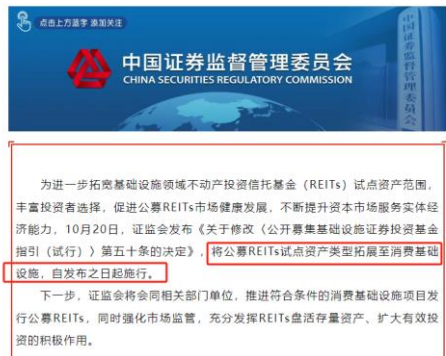 点击上方蓝字 添加关注
中国证券监督管理委员会
CHINA SECURITIES REGULATORY COMMISSION
中国证券监督管理委员会
为进一步拓宽基础设施领域不动产投资信托基金（REITs）试点资产范围，
丰富投资者选择，促进公募REITs市场健康发展，不断提升资本市场服务实体经
济能力，10月20日，证监会发布《关于修改〈公开募集基础设施证券投资基金
指引（试行）〉第五十条的决定》，将公募REITs试点资产类型拓展至消费基础
设施，自发布之日起施行。
下一步，证监会将会同相关部门单位，推进符合条件的消费基础设施项目发
行公募REITs，同时强化市场监管，充分发挥REITs盘活存量资产、扩大有效投
资的积极作用。